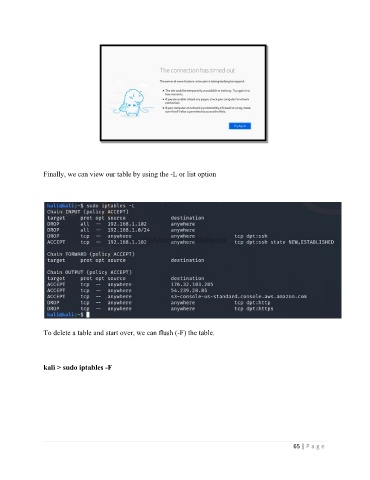 The connection has timed out
The server at www.facebook.com is taking too long to respond.
The site could be temporarily unavailable or too busy. Try again in a few moments.
If you are unable to load any pages, check your computer's network connection.
If your computer or network is protected by a firewall or proxy, make sure that Firefox is permitted to access the Web.
Try Again
Finally, we can view our table by using the -L or list option
kali@kali:~$ sudo iptables -L
Chain INPUT (policy ACCEPT)
target prot opt source destination
DROP all -- 192.168.1.102 anywhere
DROP all -- 192.168.1.0/24 anywhere
DROP tcp -- anywhere anywhere tcp dpt:ssh
ACCEPT tcp -- 192.168.1.102 anywhere tcp dpt:ssh state NEW,ESTABLISHED
Chain FORWARD (policy ACCEPT)
target prot opt source destination
Chain OUTPUT (policy ACCEPT)
target prot opt source destination
ACCEPT tcp -- anywhere 176.32.103.205
ACCEPT tcp -- anywhere 54.239.28.85
ACCEPT tcp -- anywhere s3-console-us-standard.console.aws.amazon.com
DROP tcp -- anywhere anywhere tcp dpt:http
DROP tcp -- anywhere anywhere tcp dpt:https
kali@kali:~$
To delete a table and start over, we can flush (-F) the table.
kali > sudo iptables -F
65 | Page